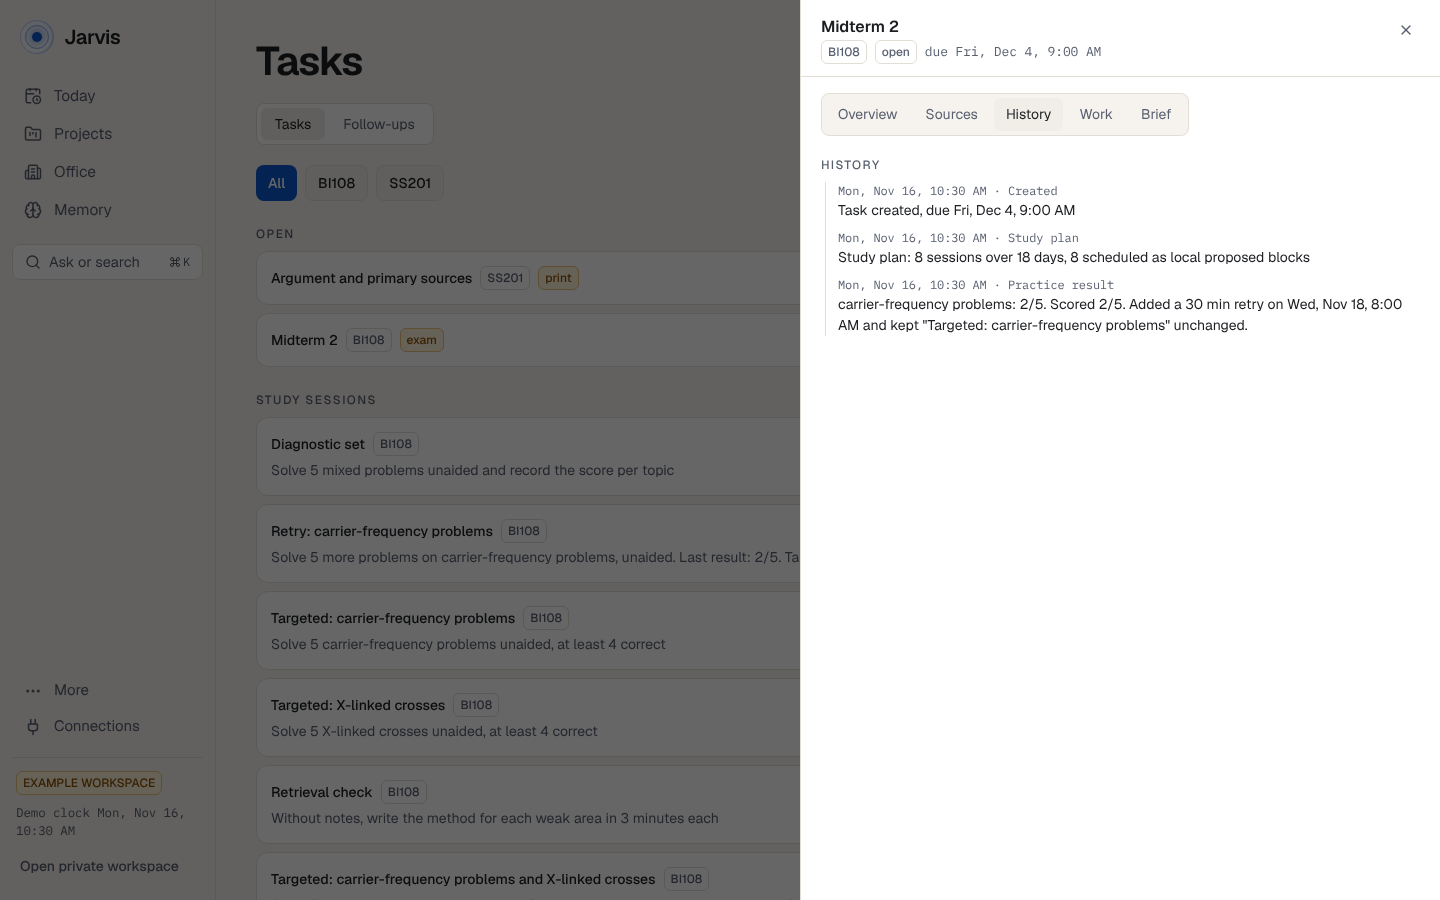 Jarvis
Today
Projects
Office
Memory
Ask or search ⌘K
More
Connections
EXAMPLE WORKSPACE
Demo clock Mon, Nov 16,
10:30 AM
Open private workspace
Tasks
Tasks Follow-ups
All BI108 SS201
OPEN
Argument and primary sources SS201 print
Midterm 2 BI108 exam
STUDY SESSIONS
Diagnostic set BI108
Solve 5 mixed problems unaided and record the score per topic
Retry: carrier-frequency problems BI108
Solve 5 more problems on carrier-frequency problems, unaided. Last result: 2/5. Ta
Targeted: carrier-frequency problems BI108
Solve 5 carrier-frequency problems unaided, at least 4 correct
Targeted: X-linked crosses BI108
Solve 5 X-linked crosses unaided, at least 4 correct
Retrieval check BI108
Without notes, write the method for each weak area in 3 minutes each
Targeted: carrier-frequency problems and X-linked crosses BI108
Midterm 2
BI108 open due Fri, Dec 4, 9:00 AM
Overview Sources History Work Brief
HISTORY
Mon, Nov 16, 10:30 AM · Created
Task created, due Fri, Dec 4, 9:00 AM
Mon, Nov 16, 10:30 AM · Study plan
Study plan: 8 sessions over 18 days, 8 scheduled as local proposed blocks
Mon, Nov 16, 10:30 AM · Practice result
carrier-frequency problems: 2/5. Scored 2/5. Added a 30 min retry on Wed, Nov 18, 8:00
AM and kept "Targeted: carrier-frequency problems" unchanged.